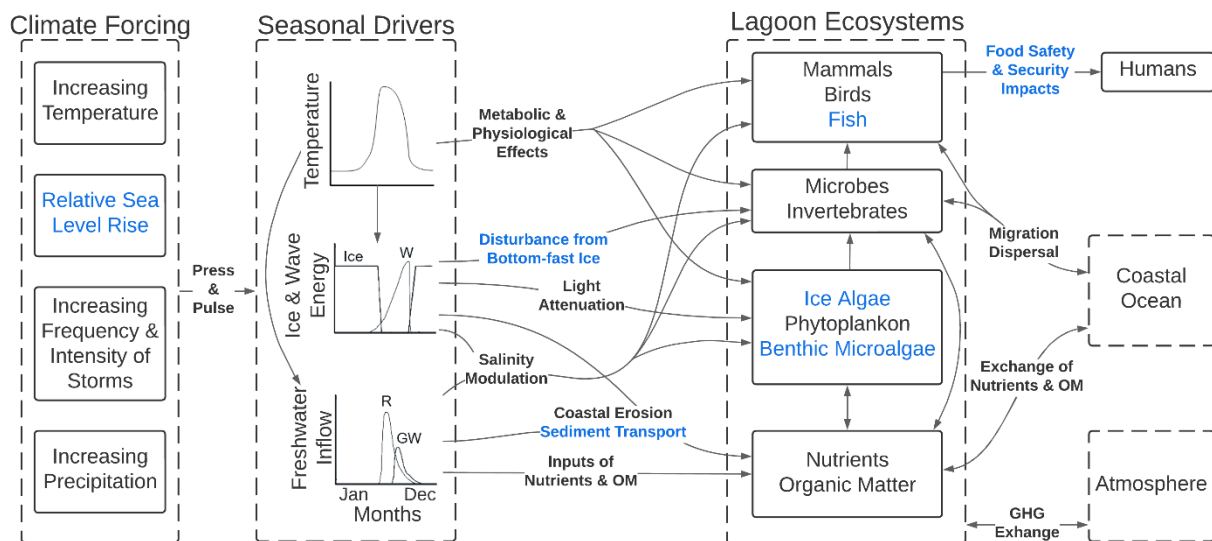 Climate Forcing
Increasing
Temperature
Relative Sea
Level Rise
Increasing
Frequency &
Intensity of
Storms
Increasing
Precipitation
Press
&
Pulse
Seasonal Drivers
Temperature
Ice & Wave
Energy
Ice
W
Freshwater
Inflow
R
GW
Jan
Dec
Months
Metabolic &
Physiological
Effects
Disturbance from
Bottom-fast Ice
Light
Attenuation
Salinity
Modulation
Coastal Erosion
Sediment Transport
Inputs of
Nutrients & OM
Lagoon Ecosystems
Mammals
Birds
Fish
Microbes
Invertebrates
Ice Algae
Phytoplankon
Benthic Microalgae
Nutrients
Organic Matter
Food Safety
& Security
Impacts
Humans
Migration
Dispersal
Coastal
Ocean
Exchange of
Nutrients & OM
Atmosphere
GHG
Exhange